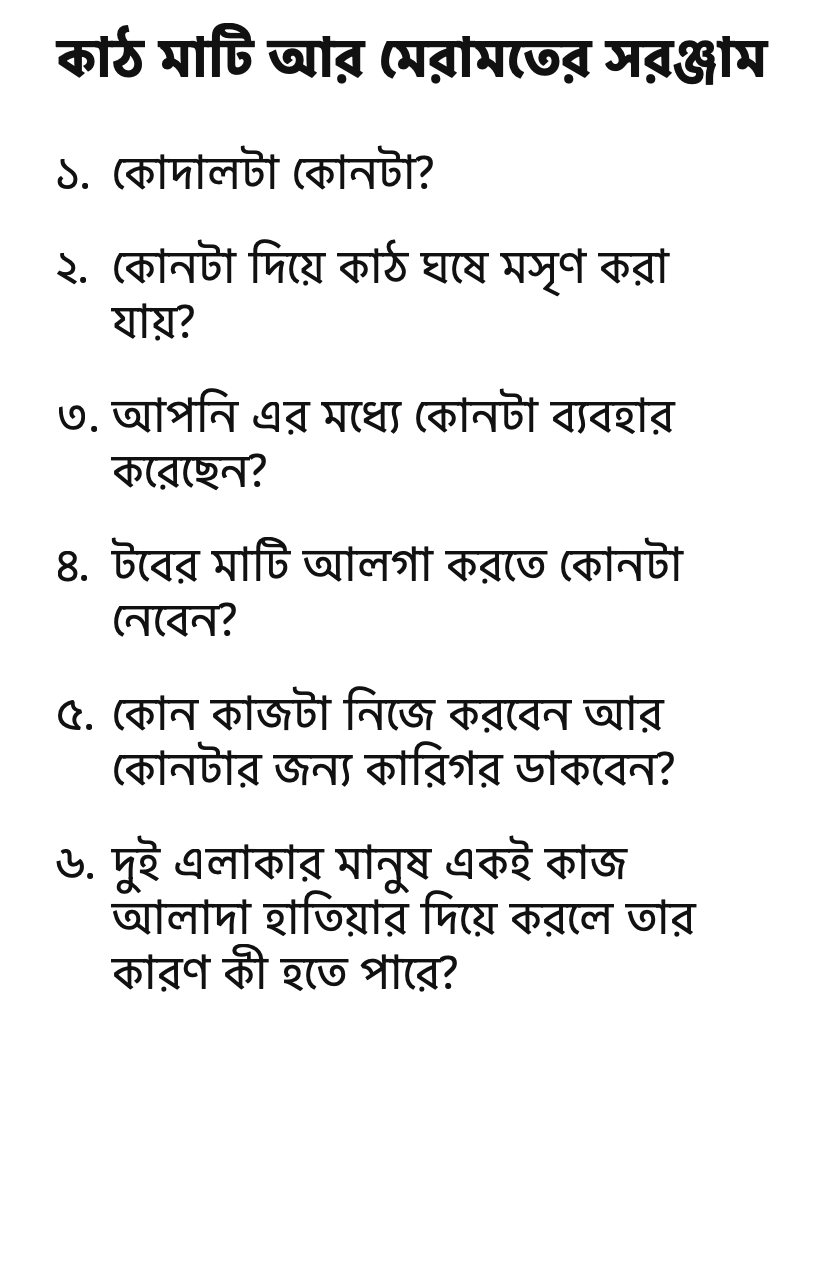 কাঠ মাটি আর মেরামতের সরঞ্জাম
১. কোদালটা কোনটা?
২. কোনটা দিয়ে কাঠ ঘষে মসৃণ করা
যায়?
৩. আপনি এর মধ্যে কোনটা ব্যবহার
করেছেন?
৪. টবের মাটি আলগা করতে কোনটা
নেবেন?
৫. কোন কাজটা নিজে করবেন আর
কোনটার জন্য কারিগর ডাকবেন?
৬. দুই এলাকার মানুষ একই কাজ
আলাদা হাতিয়ার দিয়ে করলে তার
কারণ কী হতে পারে?